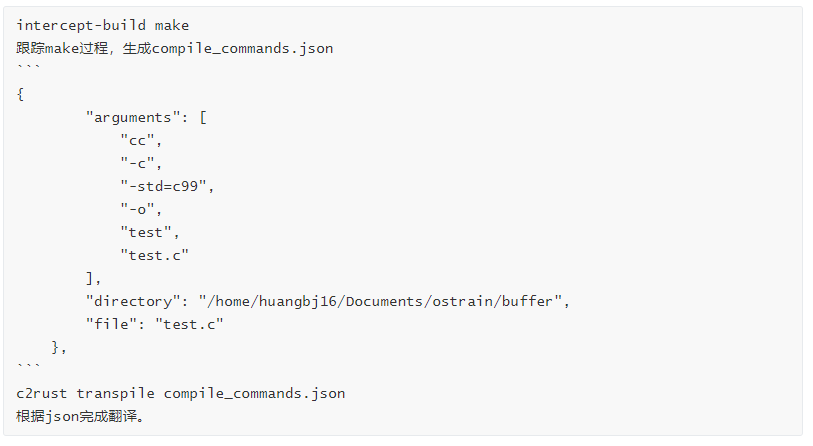 intercept-build make
跟踪make过程，生成compile_commands.json
```
{
        "arguments": [
            "cc",
            "-c",
            "-std=c99",
            "-o",
            "test",
            "test.c"
        ],
        "directory": "/home/huangbj16/Documents/ostrain/buffer",
        "file": "test.c"
    },
```
c2rust transpile compile_commands.json
根据json完成翻译。